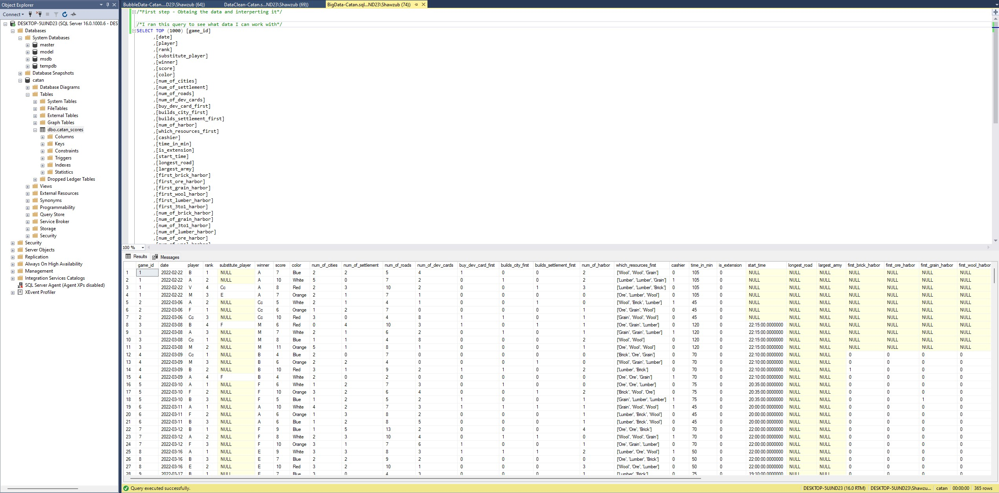 Object Explorer
BubbleData-Catan....D23\Shawzub (64))
DataClean-Catan.s...ND23\Shawzub (69))
BigData-Catan.sql...ND23\Shawzub (74))
Connect
DESKTOP-5UJND23 (SQL Server 16.0.1000.6 - DES
Databases
System Databases
master
model
msdb
tempdb
Database Snapshots
catan
Database Diagrams
Tables
System Tables
FileTables
External Tables
Graph Tables
dbo.catan_scores
Columns
Keys
Constraints
Triggers
Indexes
Statistics
Dropped Ledger Tables
Views
External Resources
Synonyms
Programmability
Query Store
Service Broker
Storage
Security
Security
Server Objects
Replication
Always On High Availability
Management
Integration Services Catalogs
SQL Server Agent (Agent XPs disabled)
XEvent Profiler
/*First step - Obtaing the data and interperting it*/
/*I ran this query to see what data I can work with*/
SELECT TOP (1000) [game_id]
,[date]
,[player]
,[rank]
,[substitute_player]
,[winner]
,[score]
,[color]
,[num_of_cities]
,[num_of_settlement]
,[num_of_roads]
,[num_of_dev_cards]
,[buy_dev_card_first]
,[builds_city_first]
,[builds_settlement_first]
,[num_of_harbor]
,[which_resources_first]
,[cashier]
,[time_in_min]
,[is_extension]
,[start_time]
,[longest_road]
,[largest_army]
,[first_brick_harbor]
,[first_ore_harbor]
,[first_grain_harbor]
,[first_wool_harbor]
,[first_lumber_harbor]
,[first_3to1_harbor]
,[num_of_brick_harbor]
,[num_of_grain_harbor]
,[num_of_3to1_harbor]
,[num_of_lumber_harbor]
,[num_of_ore_harbor]
,[num_of_wool_harbor]
100 %
Results Messages
game_id date player rank substitute_player winner score color num_of_cities num_of_settlement num_of_roads num_of_dev_cards buy_dev_card_first builds_city_first builds_settlement_first num_of_harbor which_resources_first cashier time_in_min is_extension start_time longest_road largest_army first_brick_harbor first_ore_harbor first_grain_harbor first_wool_harbor
1 1 2022-02-22 B 1 NULL A 7 Blue 2 2 5 4 1 0 0 2 ['Wool', 'Wool', 'Grain'] 0 105 0 NULL NULL NULL NULL NULL NULL NULL
2 1 2022-02-22 A 2 NULL A 10 White 5 0 7 2 0 1 0 2 ['Lumber', 'Lumber', 'Grain'] 1 105 0 NULL NULL NULL NULL NULL NULL NULL
3 1 2022-02-22 V 4 Cc A 8 Red 2 3 10 2 0 0 1 3 ['Lumber', 'Lumber', 'Brick'] 0 105 0 NULL NULL NULL NULL NULL NULL NULL
4 1 2022-02-22 M 3 E A 7 Orange 2 1 7 1 0 0 0 0 ['Ore', 'Lumber', 'Wool'] 0 105 0 NULL NULL NULL NULL NULL NULL NULL
5 2 2022-03-06 A 2 NULL Cc 5 White 2 1 4 1 0 0 1 0 ['Wool', 'Brick', 'Lumber'] 1 45 0 NULL NULL NULL NULL NULL NULL NULL
6 2 2022-03-06 F 1 NULL Cc 6 Orange 1 2 7 0 0 0 0 1 ['Ore', 'Grain', 'Wool'] 0 45 0 NULL NULL NULL NULL NULL NULL NULL
7 2 2022-03-06 Cc 3 NULL Cc 10 Red 3 0 4 8 1 1 0 1 ['Grain', 'Wool', 'Wool'] 0 45 0 NULL NULL NULL NULL NULL NULL NULL
8 3 2022-03-08 B 4 F M 6 Red 0 4 10 3 1 0 1 1 ['Ore', 'Grain', 'Lumber'] 0 120 0 22:15:00.0000000 NULL NULL NULL NULL NULL NULL
9 3 2022-03-08 A 3 NULL M 7 White 2 1 6 2 0 1 0 1 ['Grain', 'Grain', 'Lumber'] 1 120 0 22:15:00.0000000 NULL NULL NULL NULL NULL NULL
10 3 2022-03-08 Cc 1 NULL M 8 Blue 1 1 4 8 0 0 0 2 ['Wool', 'Wool'] 0 120 0 22:15:00.0000000 NULL NULL NULL NULL NULL NULL
11 3 2022-03-08 M 2 NULL M 11 Orange 5 1 8 1 0 0 0 1 ['Ore', 'Wool', 'Wool'] 0 120 0 22:15:00.0000000 NULL NULL NULL NULL NULL NULL
12 4 2022-03-09 Cc 1 NULL B 4 Blue 2 0 7 0 0 0 0 0 ['Brick', 'Ore', 'Grain'] 0 70 0 22:10:00.0000000 NULL NULL 0 0 0 0
13 4 2022-03-09 M 3 NULL B 6 Orange 2 2 4 0 0 0 1 0 ['Wool', 'Grain', 'Lumber'] 0 70 0 22:10:00.0000000 NULL NULL 0 0 0 0
14 4 2022-03-09 B 2 NULL B 10 Red 3 1 9 2 1 1 0 2 ['Lumber', 'Brick'] 0 70 0 22:10:00.0000000 NULL NULL 1 0 0 0
15 4 2022-03-09 A 4 F B 4 White 2 0 2 0 0 0 0 0 ['Ore', 'Ore', 'Grain'] 1 70 0 22:10:00.0000000 NULL NULL 0 0 0 0
16 5 2022-03-10 A 1 NULL F 6 White 1 2 7 3 0 1 0 0 ['Ore', 'Ore', 'Lumber'] 0 75 0 20:35:00.0000000 NULL NULL 0 0 0 0
17 5 2022-03-10 F 2 NULL F 10 Orange 3 2 6 4 0 0 1 2 ['Brick', 'Wool', 'Ore'] 0 75 0 20:35:00.0000000 NULL NULL 0 0 0 0
18 5 2022-03-10 B 3 NULL F 5 Blue 1 2 5 2 1 0 0 1 ['Grain', 'Lumber', 'Lumber'] 1 75 0 20:35:00.0000000 NULL NULL 0 0 1 0
19 6 2022-03-11 A 1 NULL A 10 White 4 2 7 3 1 1 1 1 ['Grain', 'Wool', 'Wool'] 0 45 0 20:00:00.0000000 NULL NULL 0 0 0 0
20 6 2022-03-11 F 2 NULL A 6 Orange 1 3 8 2 0 0 0 1 ['Lumber', 'Brick', 'Wool'] 0 45 0 20:00:00.0000000 NULL NULL 0 0 0 0
21 6 2022-03-11 B 3 NULL A 6 Blue 1 2 8 5 0 0 0 1 ['Lumber', 'Brick', 'Wool'] 0 45 0 20:00:00.0000000 NULL NULL 0 0 0 0
22 7 2022-03-12 B 1 NULL F 9 Blue 1 5 13 2 0 0 0 4 ['Ore', 'Ore', 'Brick'] 0 70 0 22:00:00.0000000 NULL NULL 0 0 0 0
23 7 2022-03-12 A 2 NULL F 8 White 2 3 10 4 0 1 1 0 ['Wool', 'Wool', 'Grain'] 1 70 0 22:00:00.0000000 NULL NULL 0 0 0 0
24 7 2022-03-12 F 3 NULL F 10 Orange 3 1 7 6 1 0 0 1 ['Ore', 'Grain', 'Lumber'] 0 70 0 22:00:00.0000000 NULL NULL 0 0 0 0
25 8 2022-03-16 A 1 NULL E 9 White 3 3 8 3 1 1 1 2 ['Lumber', 'Ore', 'Wool'] 1 50 0 22:00:00.0000000 NULL NULL 0 0 0 0
26 8 2022-03-16 B 3 NULL E 7 Blue 2 2 9 2 0 0 0 0 ['Ore', 'Lumber', 'Brick'] 0 50 0 22:00:00.0000000 NULL NULL 0 0 0 0
27 8 2022-03-16 E 2 NULL E 10 Red 3 2 10 1 0 0 0 3 ['Wool', 'Ore', 'Lumber'] 0 50 0 22:00:00.0000000 NULL NULL 0 0 0 0
28 9 2022-03-17 B 1 NULL E 7 Blue 3 0 4 3 0 0 0 1 ['Lumber', 'Brick'] 0 75 0 19:10:00.0000000 NULL NULL 0 0 0 0
Query executed successfully.
DESKTOP-5UJND23 (16.0 RTM) DESKTOP-5UJND23\Shawzu... catan 00:00:00 365 rows